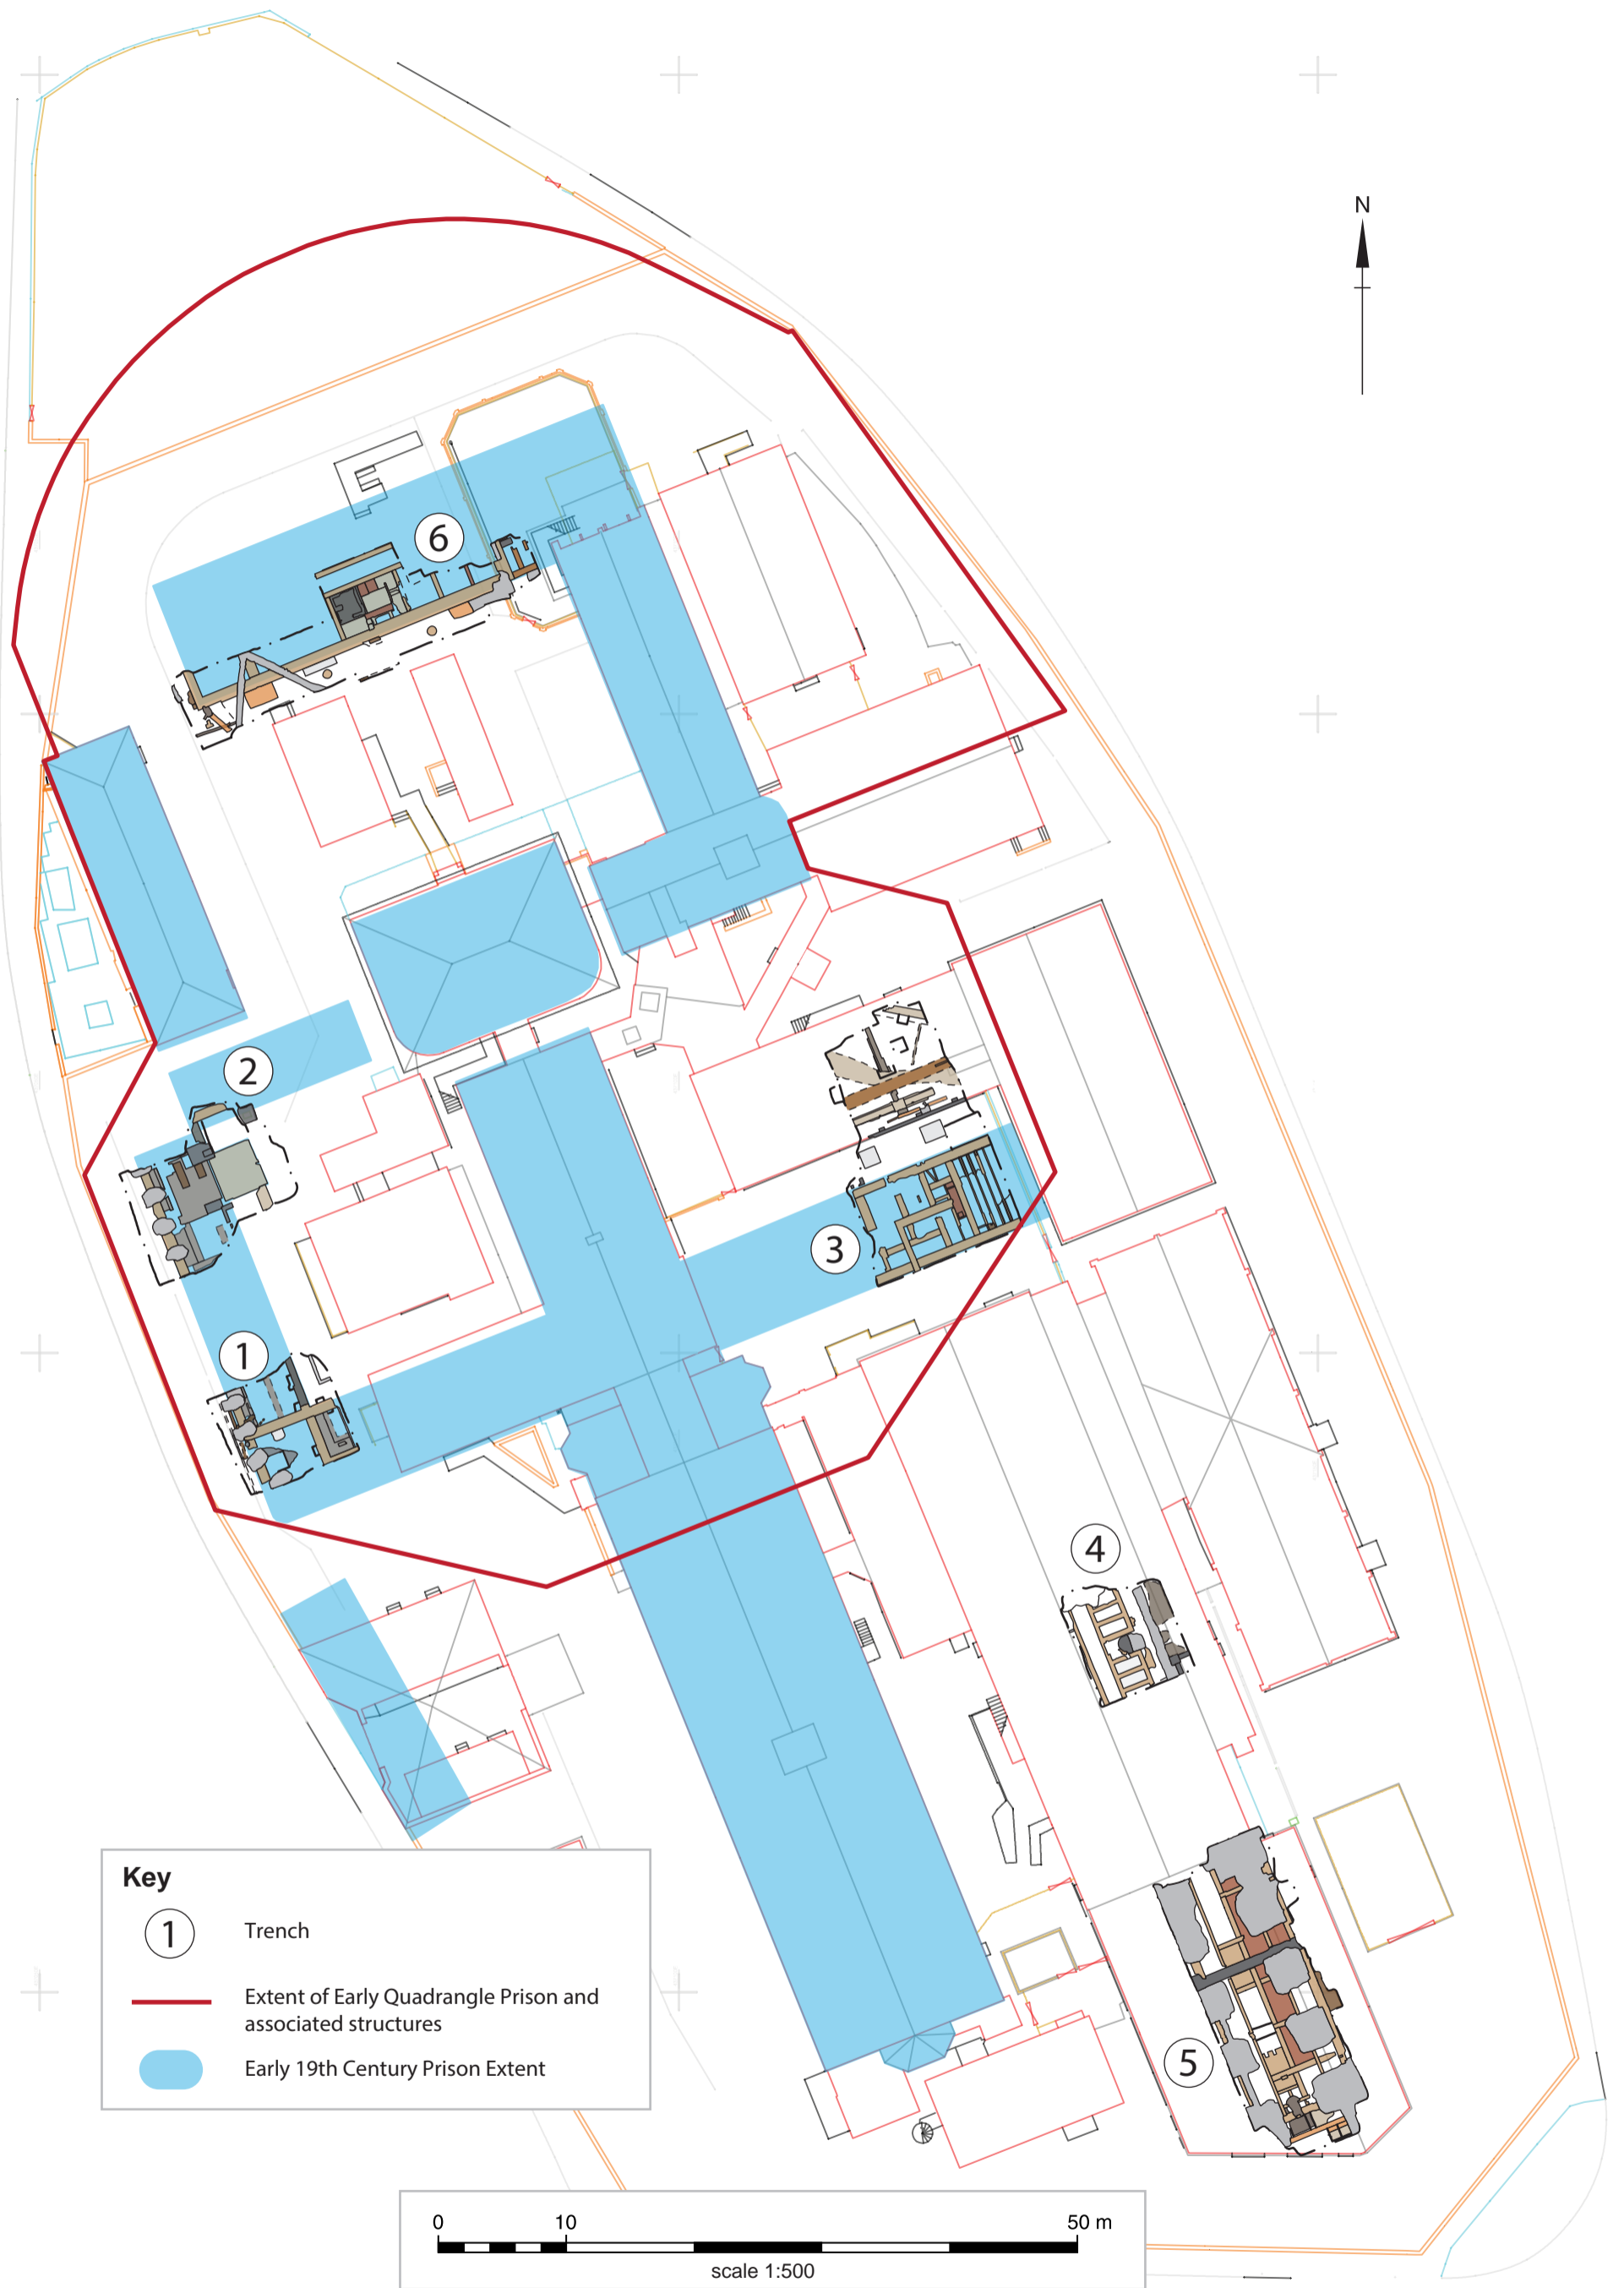 N
6
2
3
1
4
5
Key
1 Trench
Extent of Early Quadrangle Prison and
associated structures
Early 19th Century Prison Extent
0 10 50 m
scale 1:500